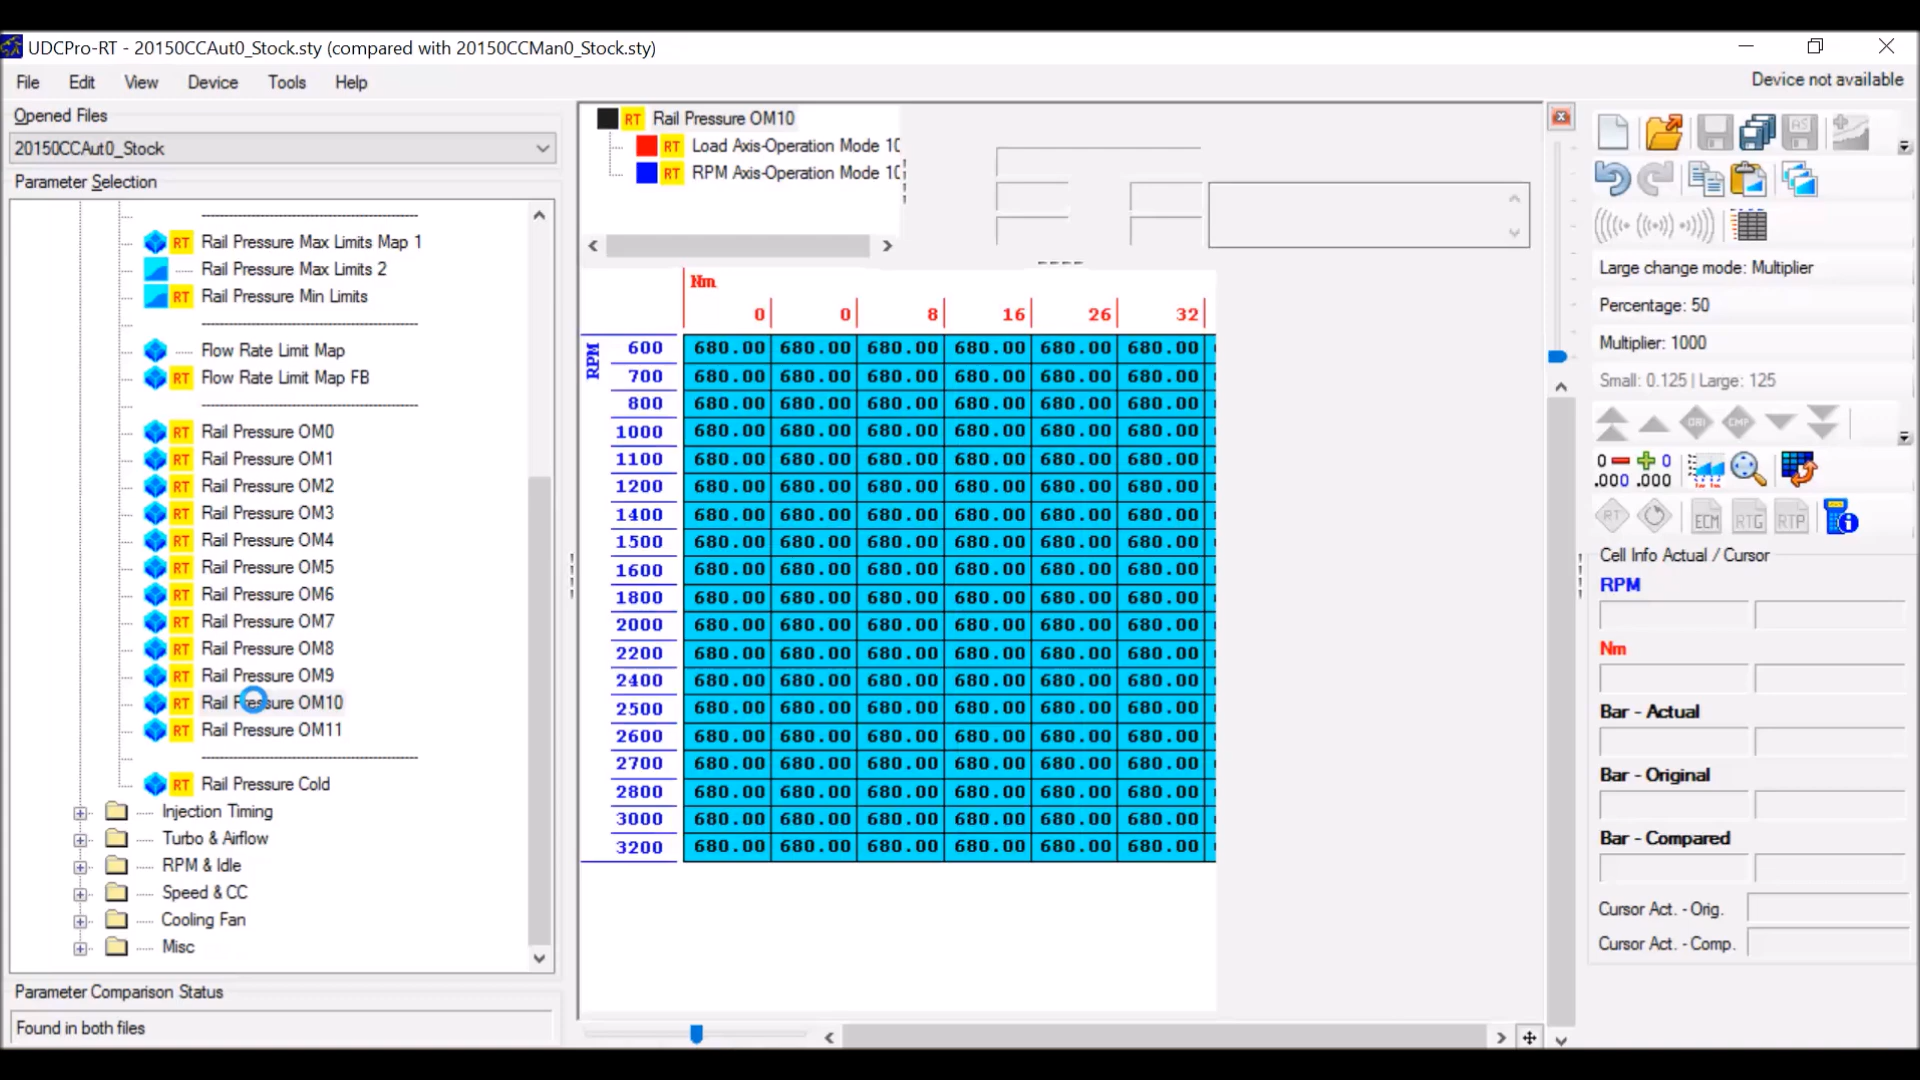 UDCPro-RT - 20150CCAut0_Stock.sty (compared with 20150CCMan0_Stock.sty)
File Edit View Device Tools Help
Device not available
Opened Files
20150CCAut0_Stock
Parameter Selection
RT Rail Pressure Max Limits Map 1
Rail Pressure Max Limits 2
RT Rail Pressure Min Limits
Flow Rate Limit Map
RT Flow Rate Limit Map FB
RT Rail Pressure OM0
RT Rail Pressure OM1
RT Rail Pressure OM2
RT Rail Pressure OM3
RT Rail Pressure OM4
RT Rail Pressure OM5
RT Rail Pressure OM6
RT Rail Pressure OM7
RT Rail Pressure OM8
RT Rail Pressure OM9
RT Rail Pressure OM10
RT Rail Pressure OM11
RT Rail Pressure Cold
Injection Timing
Turbo & Airflow
RPM & Idle
Speed & CC
Cooling Fan
Misc
Parameter Comparison Status
Found in both files
RT Rail Pressure OM10
RT Load Axis-Operation Mode 10
RT RPM Axis-Operation Mode 10
Nm
0 0 8 16 26 32
RPM
600 680.00 680.00 680.00 680.00 680.00 680.00
700 680.00 680.00 680.00 680.00 680.00 680.00
800 680.00 680.00 680.00 680.00 680.00 680.00
1000 680.00 680.00 680.00 680.00 680.00 680.00
1100 680.00 680.00 680.00 680.00 680.00 680.00
1200 680.00 680.00 680.00 680.00 680.00 680.00
1400 680.00 680.00 680.00 680.00 680.00 680.00
1500 680.00 680.00 680.00 680.00 680.00 680.00
1600 680.00 680.00 680.00 680.00 680.00 680.00
1800 680.00 680.00 680.00 680.00 680.00 680.00
2000 680.00 680.00 680.00 680.00 680.00 680.00
2200 680.00 680.00 680.00 680.00 680.00 680.00
2400 680.00 680.00 680.00 680.00 680.00 680.00
2500 680.00 680.00 680.00 680.00 680.00 680.00
2600 680.00 680.00 680.00 680.00 680.00 680.00
2700 680.00 680.00 680.00 680.00 680.00 680.00
2800 680.00 680.00 680.00 680.00 680.00 680.00
3000 680.00 680.00 680.00 680.00 680.00 680.00
3200 680.00 680.00 680.00 680.00 680.00 680.00
AS
Large change mode: Multiplier
Percentage: 50
Multiplier: 1000
Small: 0.125 | Large: 125
ORI CMP
0 0
.000 .000
RT ECM RTG RTP
Cell Info Actual / Cursor
RPM
Nm
Bar - Actual
Bar - Original
Bar - Compared
Cursor Act. - Orig.
Cursor Act. - Comp.